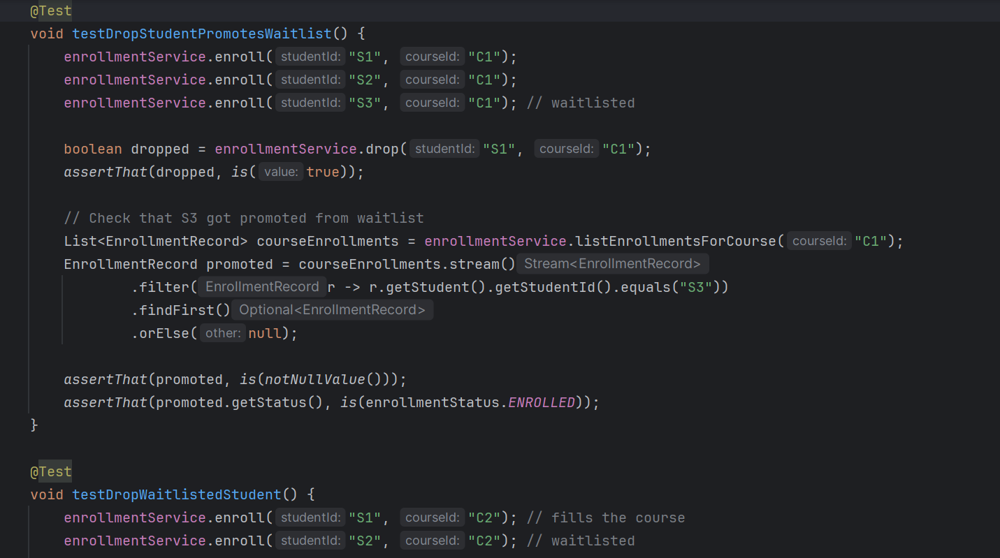 @Test
void testDropStudentPromotesWaitlist() {
    enrollmentService.enroll( studentId: "S1", courseId: "C1");
    enrollmentService.enroll( studentId: "S2", courseId: "C1");
    enrollmentService.enroll( studentId: "S3", courseId: "C1"); // waitlisted
    boolean dropped = enrollmentService.drop( studentId: "S1", courseId: "C1");
    assertThat(dropped, is( value: true));
    // Check that S3 got promoted from waitlist
    List<EnrollmentRecord> courseEnrollments = enrollmentService.listEnrollmentsForCourse( courseId: "C1");
    EnrollmentRecord promoted = courseEnrollments.stream() Stream<EnrollmentRecord>
            .filter( EnrollmentRecord r -> r.getStudent().getStudentId().equals("S3"))
            .findFirst() Optional<EnrollmentRecord>
            .orElse( other: null);
    assertThat(promoted, is(notNullValue()));
    assertThat(promoted.getStatus(), is(enrollmentStatus.ENROLLED));
}
@Test
void testDropWaitlistedStudent() {
    enrollmentService.enroll( studentId: "S1", courseId: "C2"); // fills the course
    enrollmentService.enroll( studentId: "S2", courseId: "C2"); // waitlisted